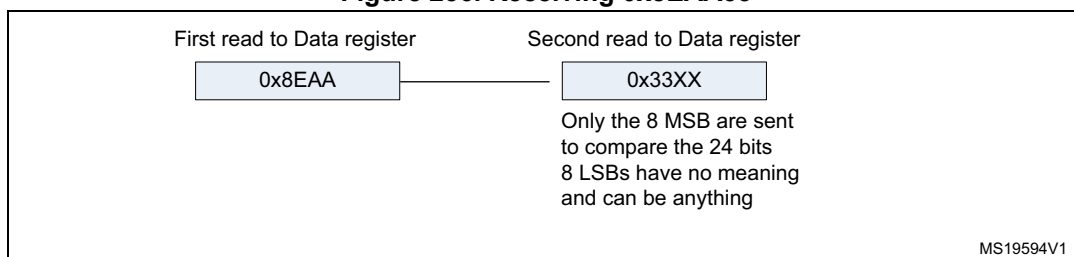 First read to Data register
Second read to Data register
0x8EAA
0x33XX
Only the 8 MSB are sent
to compare the 24 bits
8 LSBs have no meaning
and can be anything
MS19594V1